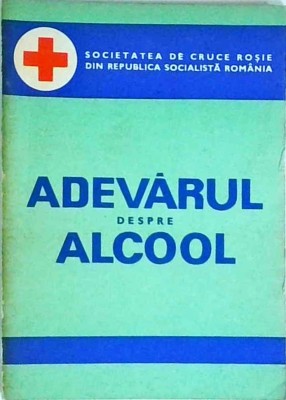 SOCIETATEA DE CRUCE ROȘIE
DIN REPUBLICA SOCIALISTĂ ROMÂNIA
ADEVĂRUL
DESPRE
ALCOOL